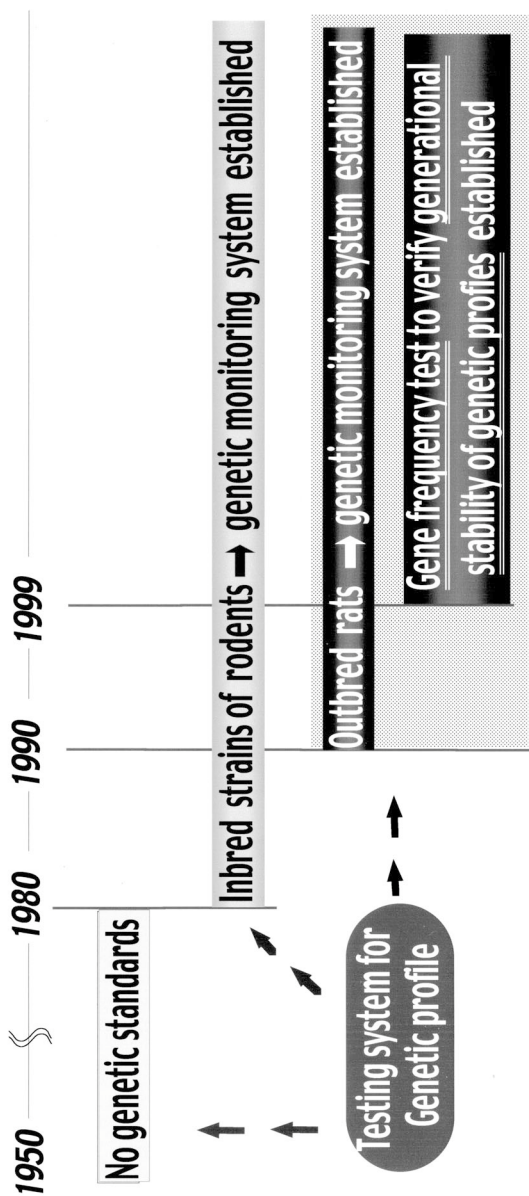 1950
1980
1990
1999
No genetic standards
Inbred strains of rodents ➡ genetic monitoring system established
Outbred rats ➡ genetic monitoring system established
Gene frequency test to verify generational
stability of genetic profies established
Testing system for
Genetic profile